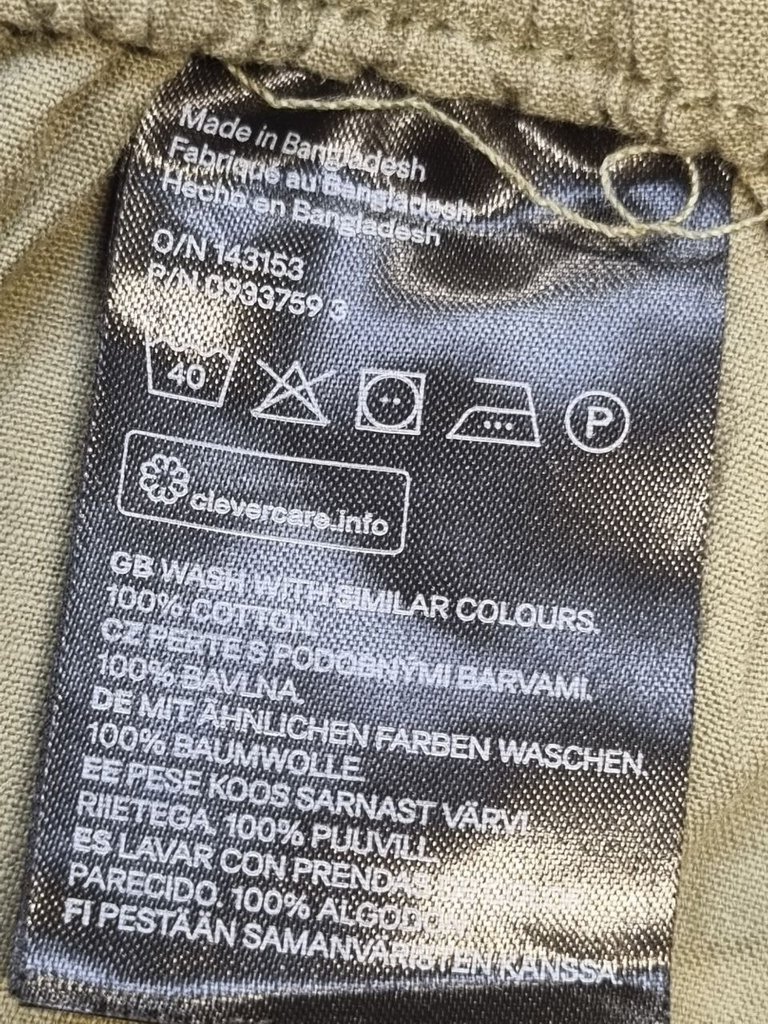 Made in Bangladesh
Fabriqué au Bangladesh
Hecho en Bangladesh
O/N 143153
P/N D933759 3
40
P
clevercare.info
GB WASH WITH SIMILAR COLOURS.
100% COTTON.
CZ PERTE S PODOBNÝMI BARVAMI.
100% BAVLNA.
DE MIT ÄHNLICHEN FARBEN WASCHEN.
100% BAUMWOLLE.
EE PESE KOOS SARNAST VÄRVI
RIIETEGA. 100% PUUVILL.
ES LAVAR CON PRENDAS
PARECIDO. 100% ALGODÓN.
FI PESTÄÄN SAMANVÄRISTEN KANSSA.